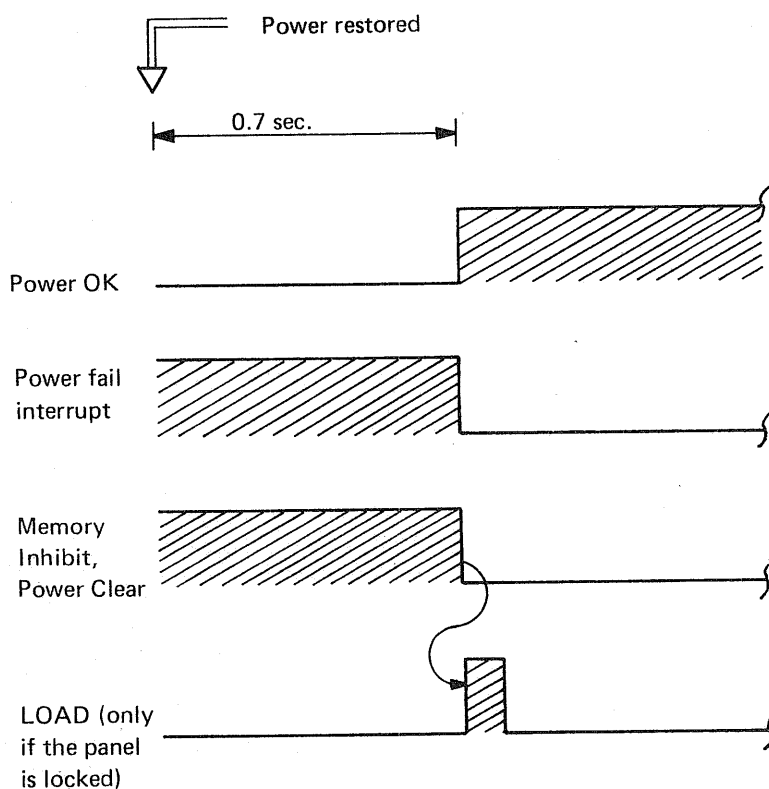 Power restored
0.7 sec.
Power OK
Power fail
interrupt
Memory
Inhibit,
Power Clear
LOAD (only
if the panel
is locked)